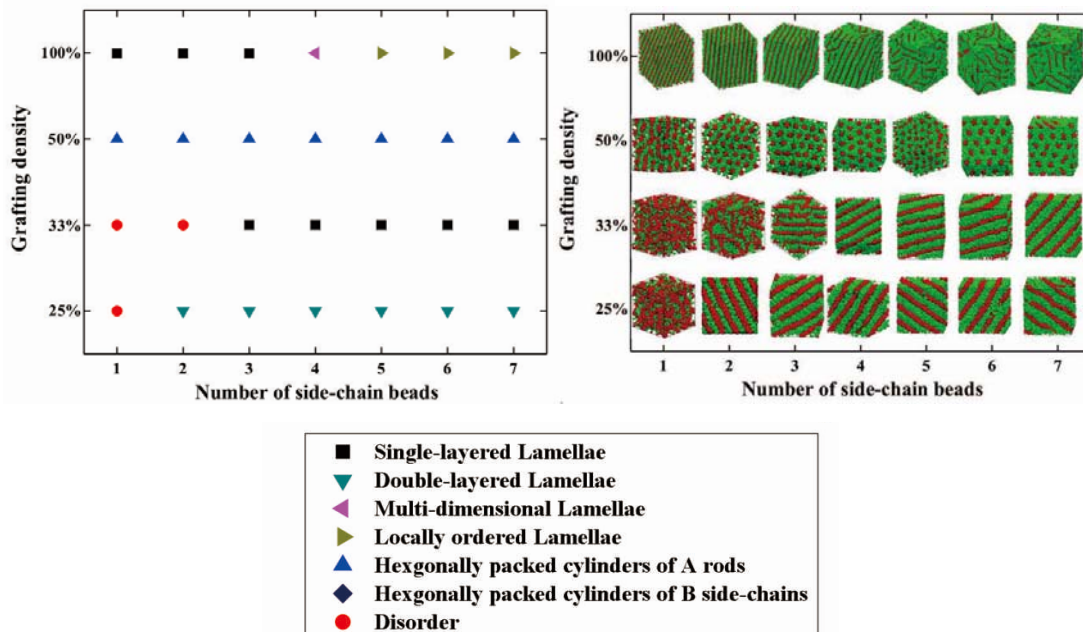 100%
50%
33%
25%
Grafting density
1 2 3 4 5 6 7
Number of side-chain beads
100%
50%
33%
25%
Grafting density
1 2 3 4 5 6 7
Number of side-chain beads
Single-layered Lamellae
Double-layered Lamellae
Multi-dimensional Lamellae
Locally ordered Lamellae
Hexgonally packed cylinders of A rods
Hexgonally packed cylinders of B side-chains
Disorder